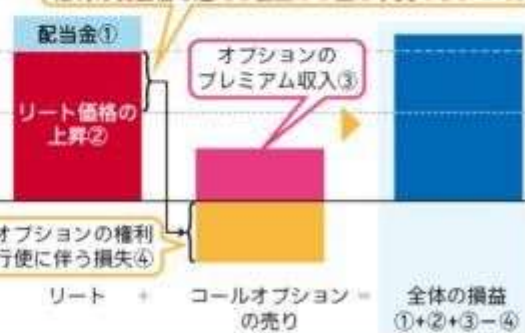 配当金①
オプションの
プレミアム収入③
リート価格の
上昇②
オプションの権利
行使に伴う損失④
リート + コールオプション = 全体の損益
の売り ①+②+③－④